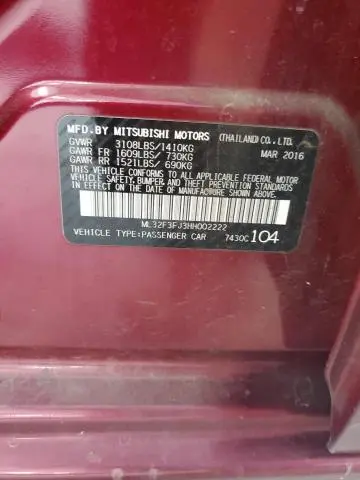 MFD.BY MITSUBISHI MOTORS (THAILAND)CO.,LTD.
GVWR 3108LBS/1410KG
GAWR FR 1609LBS/ 730KG MAR 2016
GAWR RR 1521LBS/ 690KG
THIS VEHICLE CONFORMS TO ALL APPLICABLE FEDERAL MOTOR
VEHICLE SAFETY, BUMPER, AND THEFT PREVENTION STANDARDS
IN EFFECT ON THE DATE OF MANUFACTURE SHOWN ABOVE.
ML32F3FJ3HH002222
VEHICLE TYPE:PASSENGER CAR 7430C 104